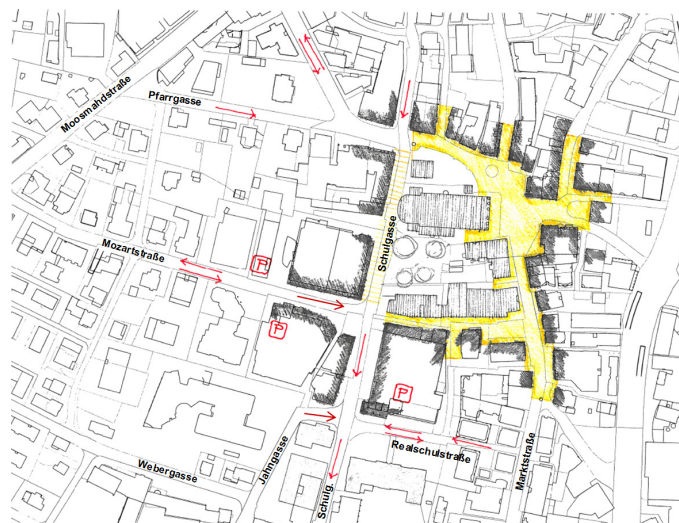 Moosmahdstraße
Pfarrgasse
Mozartstraße
Schulgasse
P
P
P
Realschulstraße
Marktstraße
Webergasse
Jahngasse
Schulg.